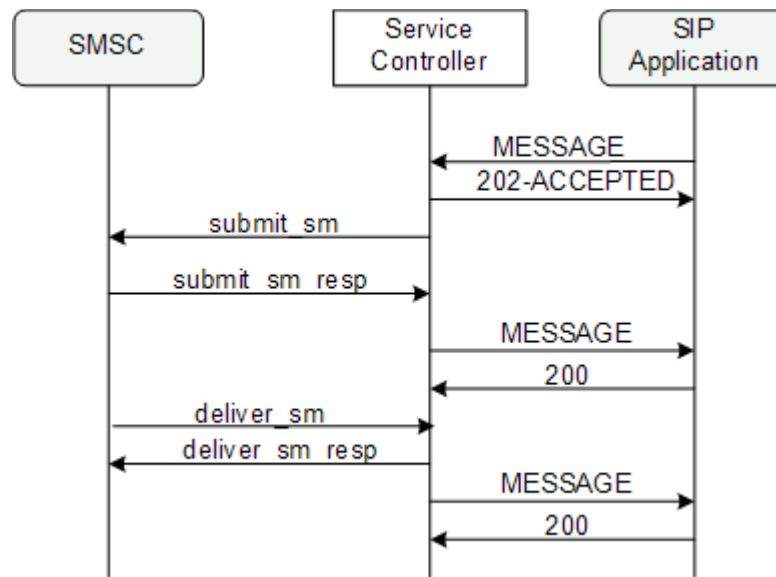 SMSC
Service
Controller
SIP
Application
MESSAGE
202-ACCEPTED
submit_sm
submit_sm_resp
MESSAGE
200
deliver_sm
deliver_sm_resp
MESSAGE
200